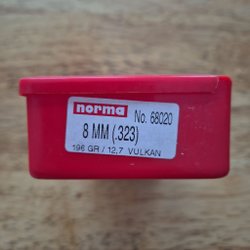 norma No. 68020
8 MM (.323)
196 GR / 12,7 VULKAN